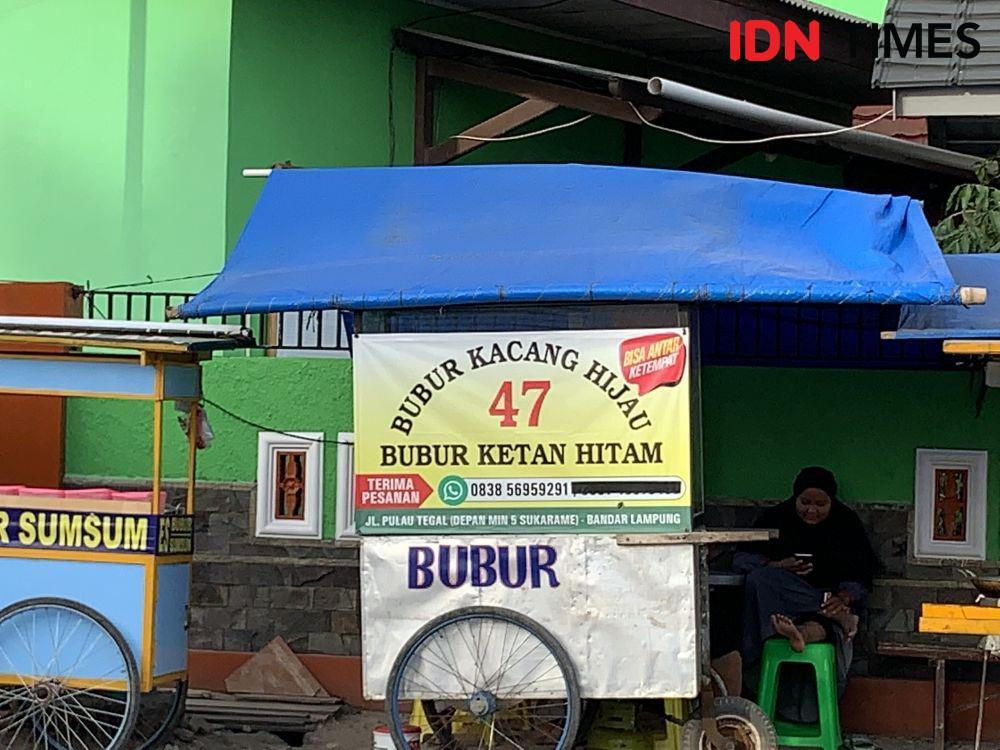 IDN TIMES
BUBUR KACANG HIJAU
BISA ANTAR
KETEMPAT
47
BUBUR KETAN HITAM
TERIMA
PESANAN
0838 56959291
JL. PULAU TEGAL (DEPAN MIN 5 SUKARAME) - BANDAR LAMPUNG
R SUMSUM
BUBUR